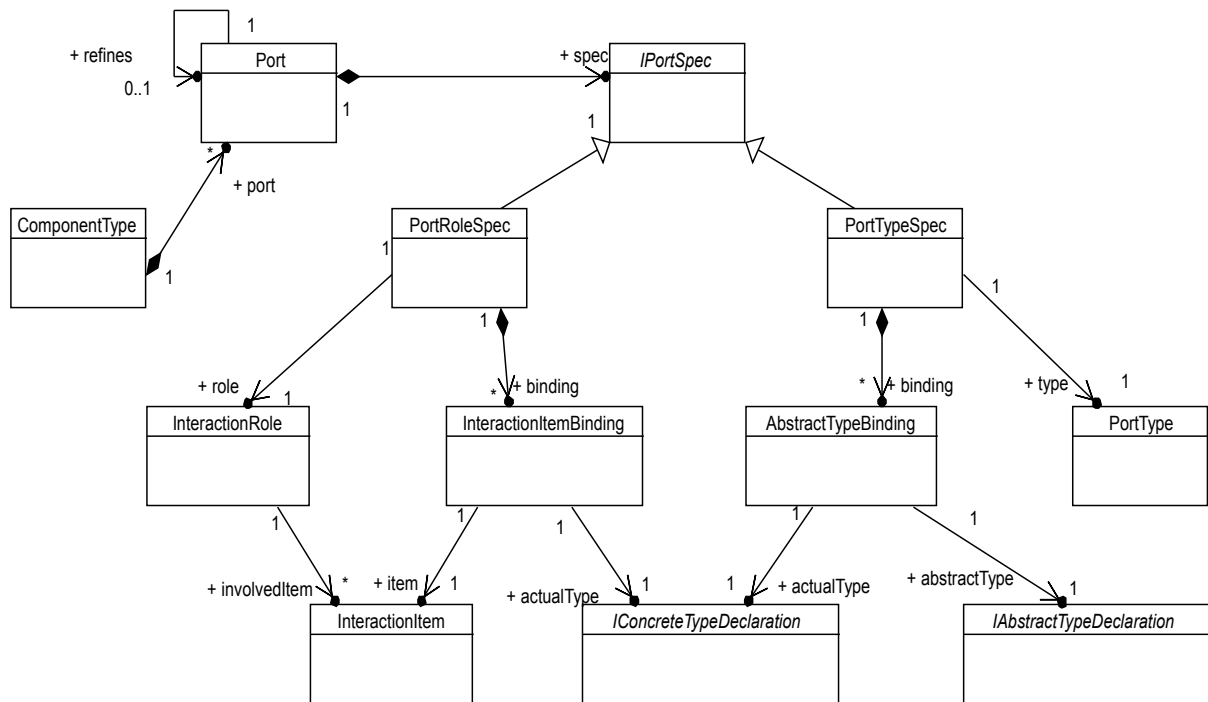 1
+ refines
Port
+ spec
IPortSpec
0..1
1
1
*
+ port
ComponentType
PortRoleSpec
PortTypeSpec
1
1
1
1
1
+ role
1
*
+ binding
*
+ binding
+ type
1
InteractionRole
InteractionItemBinding
AbstractTypeBinding
PortType
1
1
1
1
1
+ involvedItem
*
+ item
1
+ actualType
1
1
+ actualType
+ abstractType
1
InteractionItem
IConcreteTypeDeclaration
IAbstractTypeDeclaration